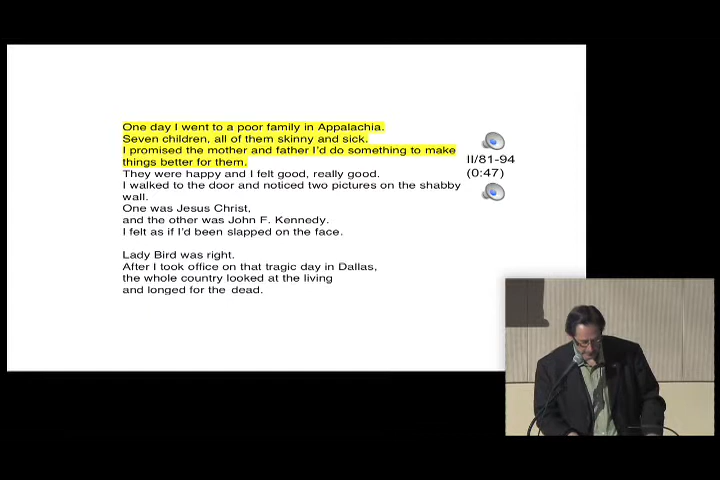 One day I went to a poor family in Appalachia.
Seven children, all of them skinny and sick.
I promised the mother and father I'd do something to make
things better for them.
They were happy and I felt good, really good.
I walked to the door and noticed two pictures on the shabby
wall.
One was Jesus Christ,
and the other was John F. Kennedy.
I felt as if I'd been slapped on the face.
Lady Bird was right.
After I took office on that tragic day in Dallas,
the whole country looked at the living
and longed for the dead.
II/81-94
(0:47)